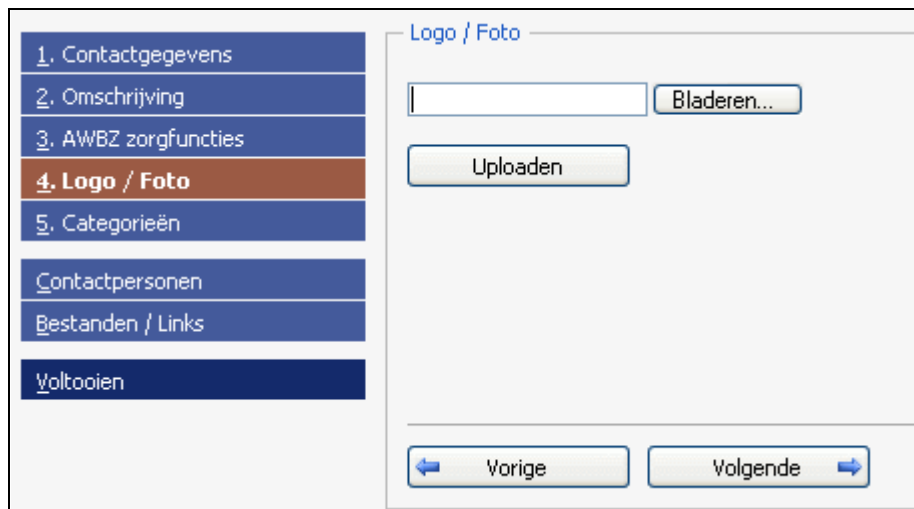 1. Contactgegevens
2. Omschrijving
3. AWBZ zorgfuncties
4. Logo / Foto
5. Categorieën
Contactpersonen
Bestanden / Links
Voltooien
Logo / Foto
Bladeren...
Uploaden
Vorige
Volgende